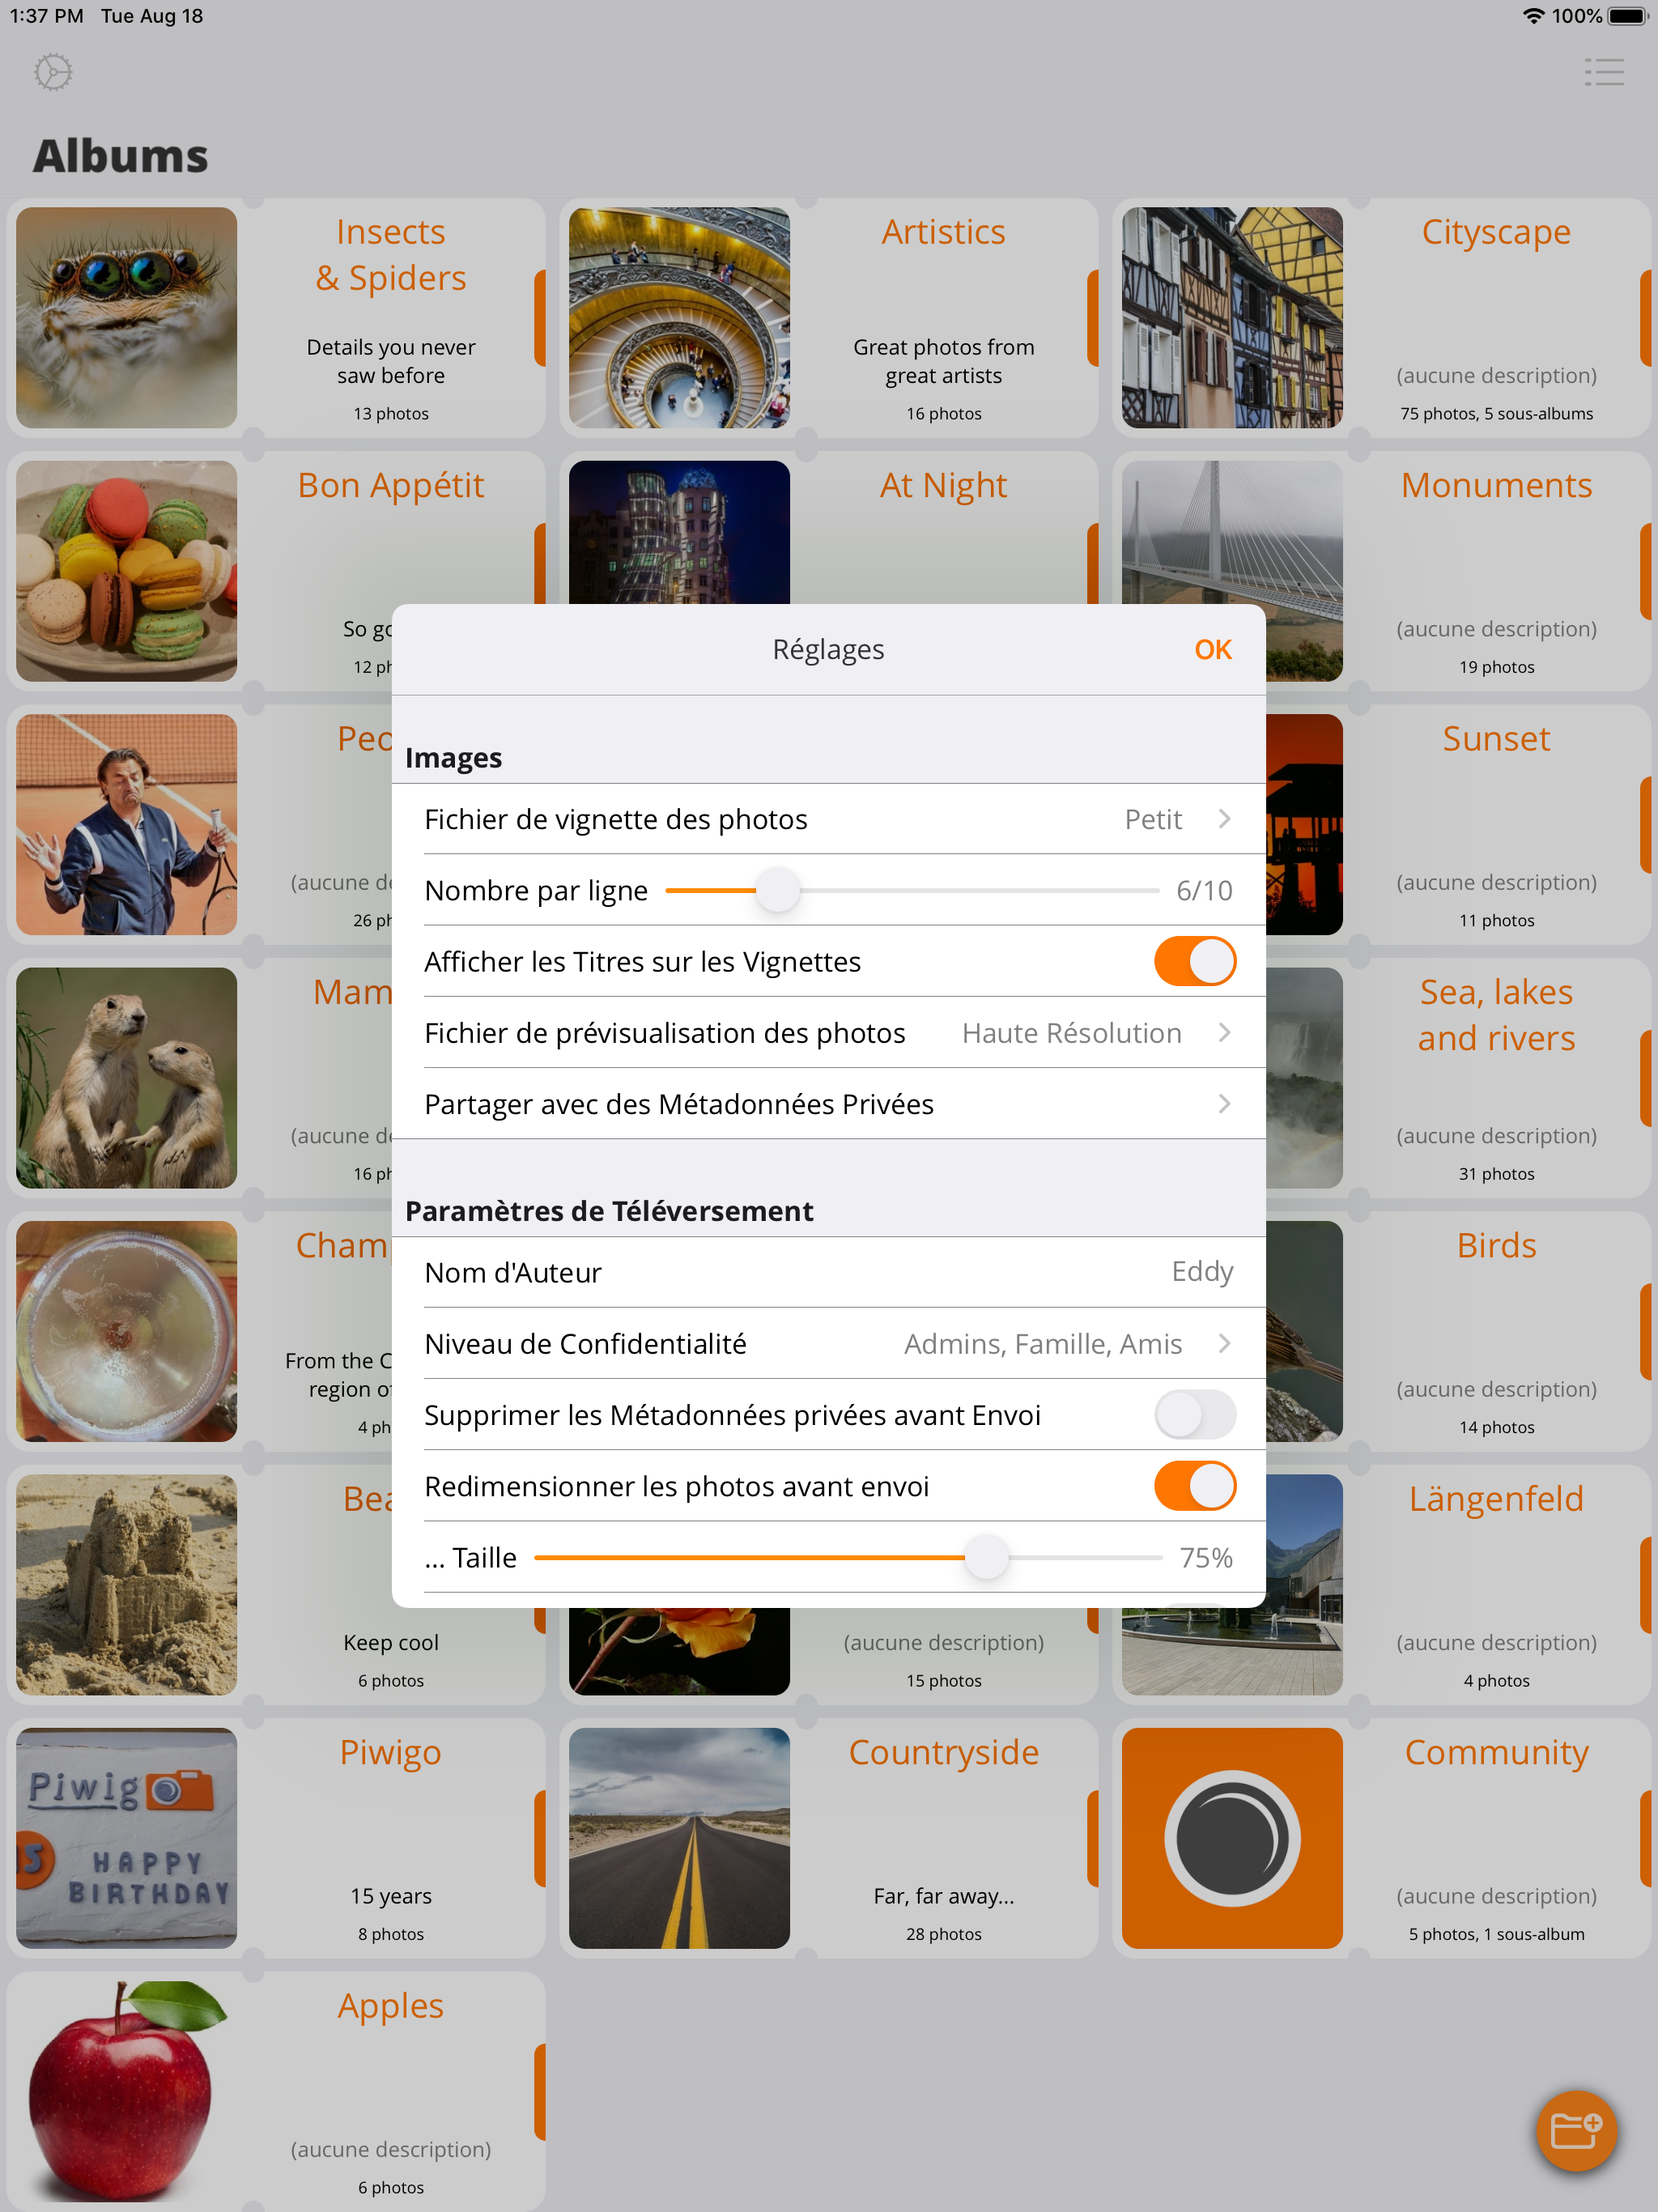 1:37 PM Tue Aug 18
100%
Albums
Insects
& Spiders
Details you never
saw before
13 photos
Artistics
Great photos from
great artists
16 photos
Cityscape
(aucune description)
75 photos, 5 sous-albums
Bon Appétit
So go
12 ph
At Night
Monuments
(aucune description)
19 photos
Réglages
OK
Images
Fichier de vignette des photos Petit
Nombre par ligne 6/10
Afficher les Titres sur les Vignettes
Fichier de prévisualisation des photos Haute Résolution
Partager avec des Métadonnées Privées
Paramètres de Téléversement
Nom d'Auteur Eddy
Niveau de Confidentialité Admins, Famille, Amis
Supprimer les Métadonnées privées avant Envoi
Redimensionner les photos avant envoi
... Taille 75%
Peo
(aucune de
26 ph
Sunset
(aucune description)
11 photos
Mam
(aucune de
16 ph
Sea, lakes
and rivers
(aucune description)
31 photos
Cham
From the C
region of
4 ph
Birds
(aucune description)
14 photos
Bea
Keep cool
6 photos
(aucune description)
15 photos
Längenfeld
(aucune description)
4 photos
Piwig
15
HAPPY
BIRTHDAY
Piwigo
15 years
8 photos
Countryside
Far, far away...
28 photos
Community
(aucune description)
5 photos, 1 sous-album
Apples
(aucune description)
6 photos